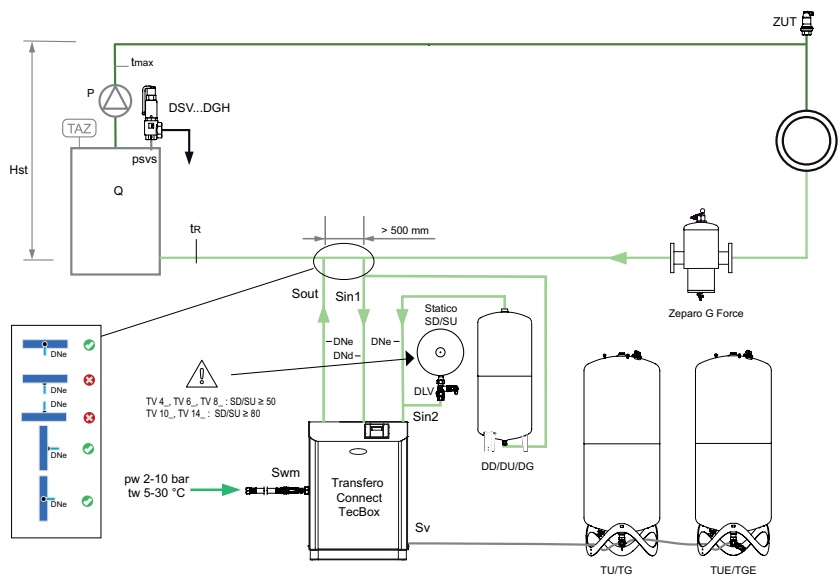 ZUT
tmax
P
DSV...DGH
TAZ
psvs
Hst
Q
tR
> 500 mm
Sout
Sin1
Statico
SD/SU
Zeparo G Force
DNe
DNd
DNe
DLV
Sin2
TV 4_, TV 6_, TV 8_ : SD/SU ≥ 50
TV 10_, TV 14_ : SD/SU ≥ 80
DNe
DNe
DNe
DNe
DNe
DD/DU/DG
pw 2-10 bar
tw 5-30 °C
Swm
Transfero
Connect
TecBox
Sv
TU/TG
TUE/TGE